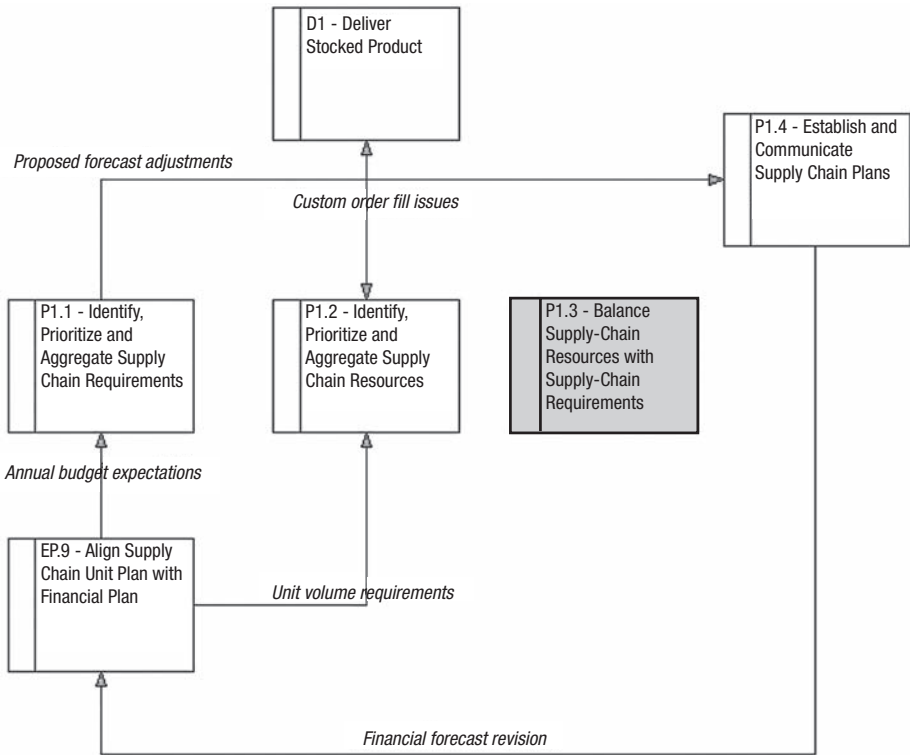 D1 - Deliver
Stocked Product
P1.4 - Establish and
Communicate
Supply Chain Plans
Proposed forecast adjustments
Custom order fill issues
P1.1 - Identify,
Prioritize and
Aggregate Supply
Chain Requirements
P1.2 - Identify,
Prioritize and
Aggregate Supply
Chain Resources
P1.3 - Balance
Supply-Chain
Resources with
Supply-Chain
Requirements
Annual budget expectations
EP.9 - Align Supply
Chain Unit Plan with
Financial Plan
Unit volume requirements
Financial forecast revision